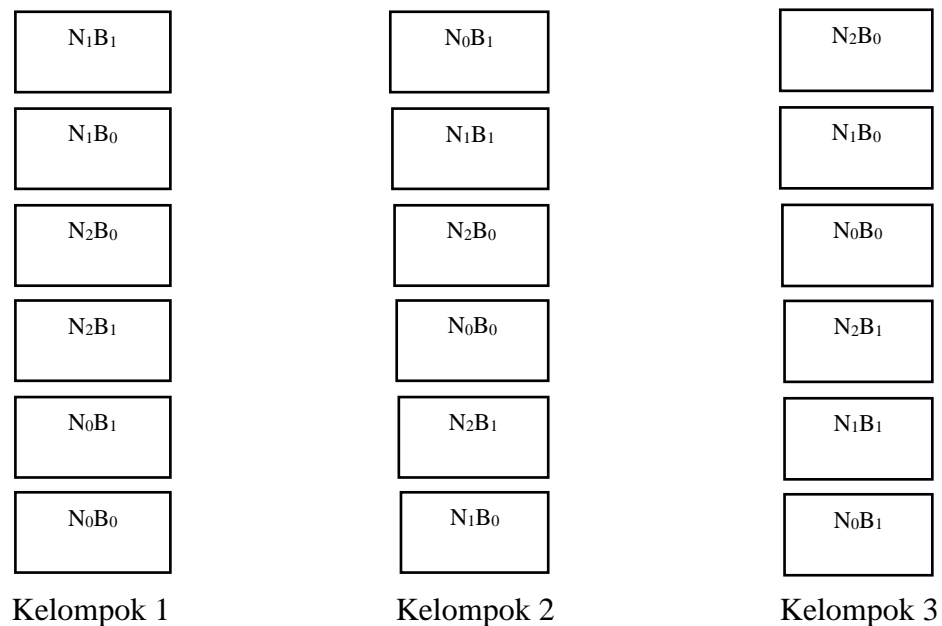 N₁B₁
N₁B₀
N₂B₀
N₂B₁
N₀B₁
N₀B₀
Kelompok 1
N₀B₁
N₁B₁
N₂B₀
N₀B₀
N₂B₁
N₁B₀
Kelompok 2
N₂B₀
N₁B₀
N₀B₀
N₂B₁
N₁B₁
N₀B₁
Kelompok 3